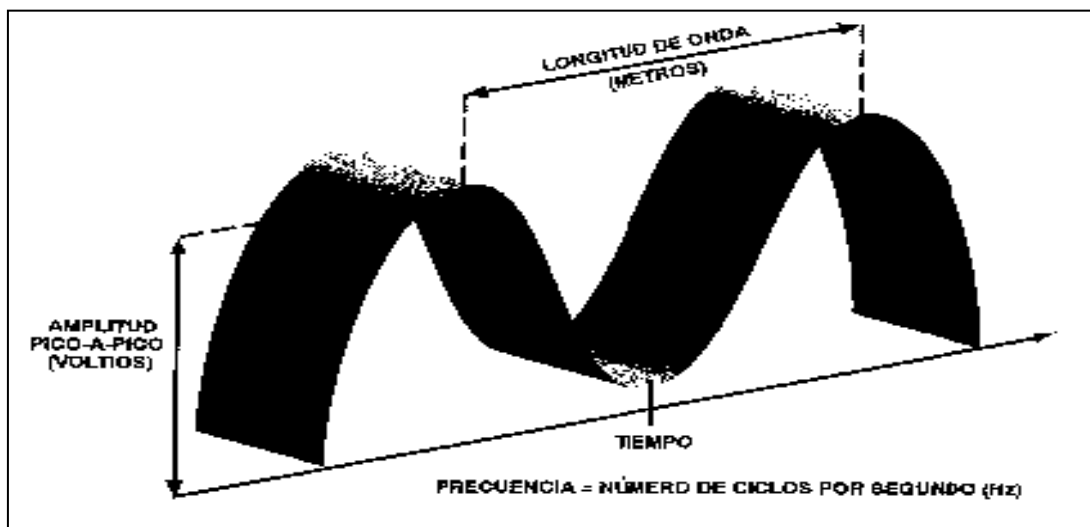 LONGITUD DE ONDA
(METROS)
AMPLITUD
PICO-A-PICO
(VOLTIOS)
TIEMPO
FRECUENCIA = NÚMERO DE CICLOS POR SEGUNDO (Hz)